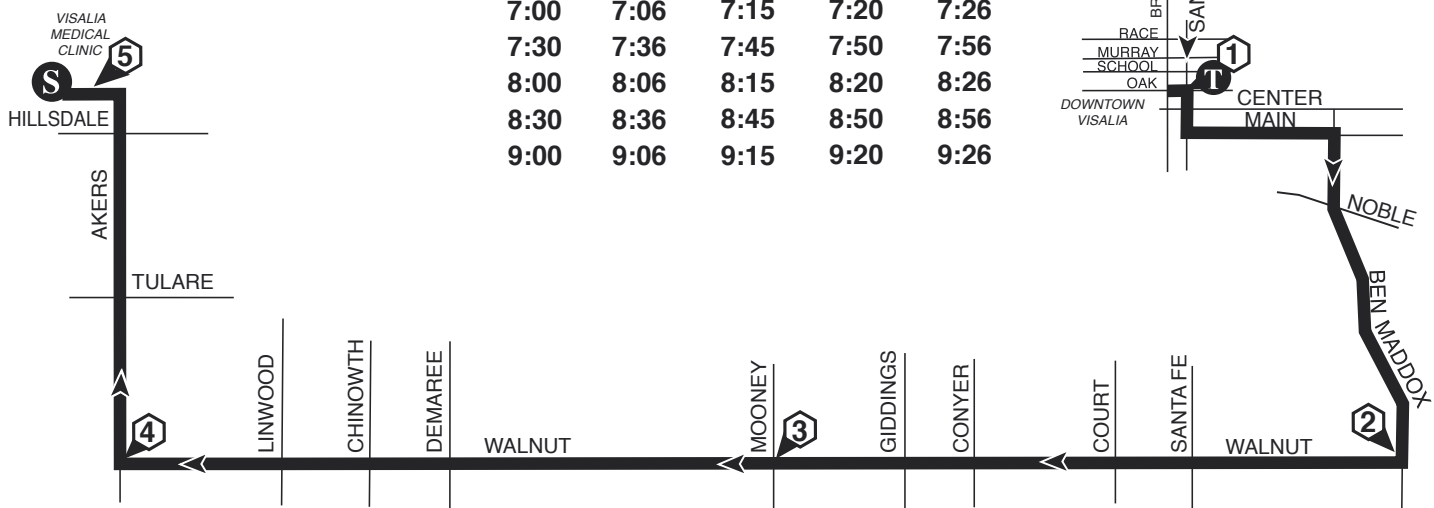 7:00 7:06 7:15 7:20 7:26
7:30 7:36 7:45 7:50 7:56
8:00 8:06 8:15 8:20 8:26
8:30 8:36 8:45 8:50 8:56
9:00 9:06 9:15 9:20 9:26
VISALIA
MEDICAL
CLINIC
5
S
HILLSDALE
AKERS
TULARE
4
LINWOOD
CHINOWTH
DEMAREE
WALNUT
MOONEY
3
GIDDINGS
CONYER
COURT
SANTA FE
WALNUT
2
BEN MADDOX
NOBLE
RACE
MURRAY
SCHOOL
OAK
1
T
DOWNTOWN
VISALIA
CENTER
MAIN